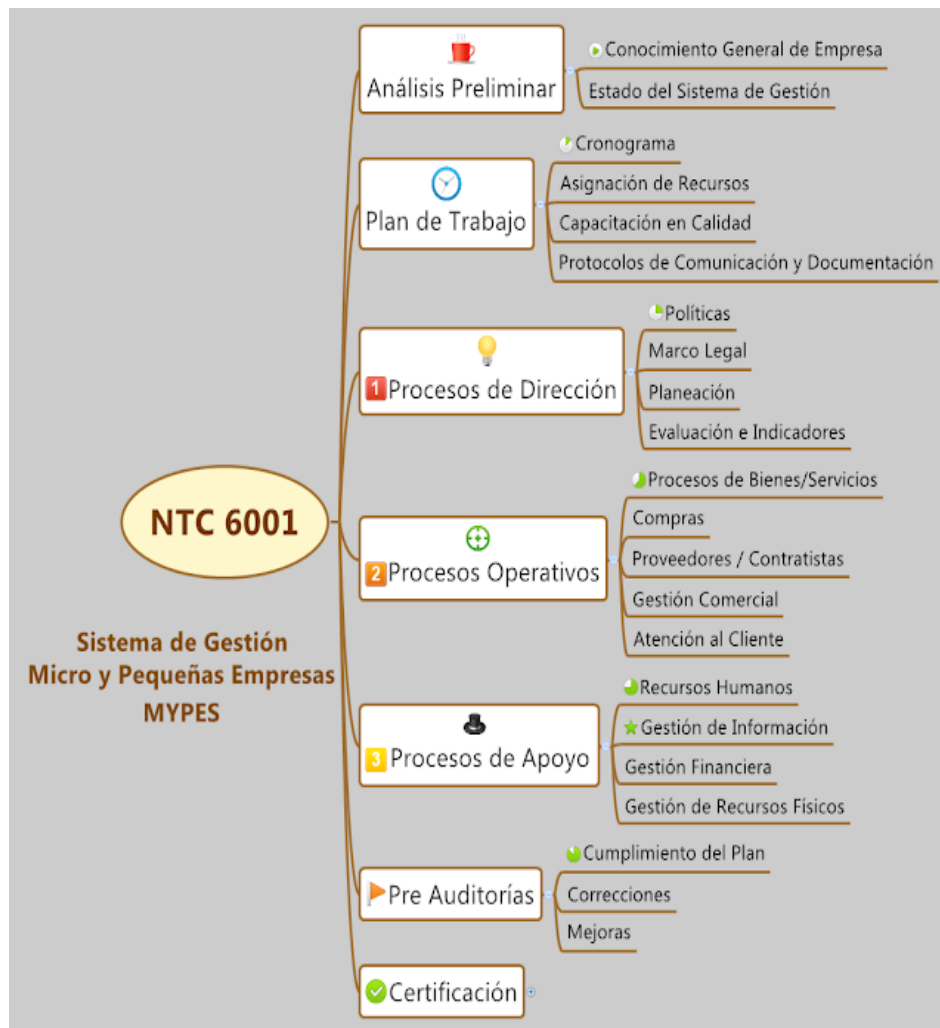 NTC 6001
Sistema de Gestión
Micro y Pequeñas Empresas
MYPES
Análisis Preliminar
Conocimiento General de Empresa
Estado del Sistema de Gestión
Plan de Trabajo
Cronograma
Asignación de Recursos
Capacitación en Calidad
Protocolos de Comunicación y Documentación
1 Procesos de Dirección
Políticas
Marco Legal
Planeación
Evaluación e Indicadores
2 Procesos Operativos
Procesos de Bienes/Servicios
Compras
Proveedores / Contratistas
Gestión Comercial
Atención al Cliente
3 Procesos de Apoyo
Recursos Humanos
Gestión de Información
Gestión Financiera
Gestión de Recursos Físicos
Pre Auditorías
Cumplimiento del Plan
Correcciones
Mejoras
Certificación